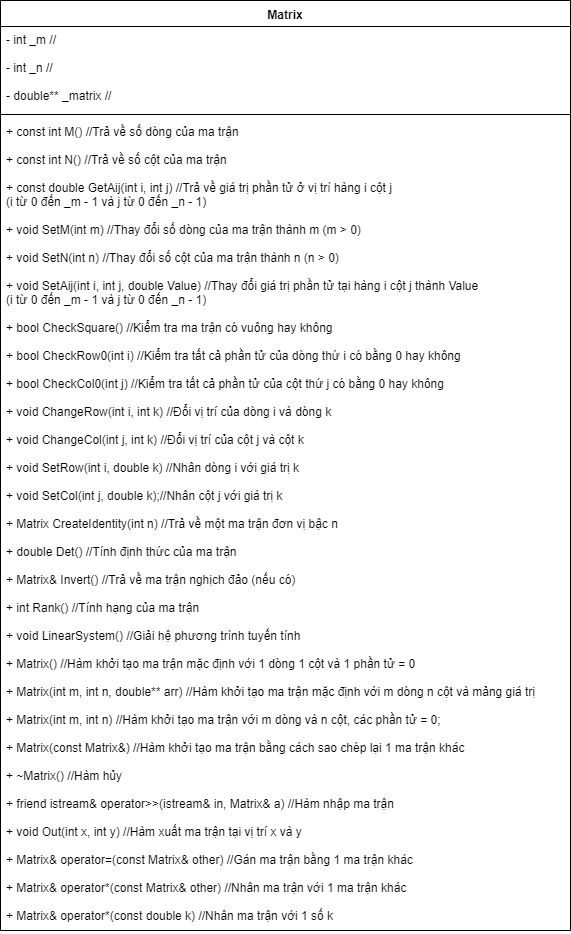 Matrix
- int _m //
- int _n //
- double** _matrix //
+ const int M() //Trả về số dòng của ma trận
+ const int N() //Trả về số cột của ma trận
+ const double GetAij(int i, int j) //Trả về giá trị phần tử ở vị trí hàng i cột j
(i từ 0 đến _m - 1 và j từ 0 đến _n - 1)
+ void SetM(int m) //Thay đổi số dòng của ma trận thành m (m > 0)
+ void SetN(int n) //Thay đổi số cột của ma trận thành n (n > 0)
+ void SetAij(int i, int j, double Value) //Thay đổi giá trị phần tử tại hàng i cột j thành Value
(i từ 0 đến _m - 1 và j từ 0 đến _n - 1)
+ bool CheckSquare() //Kiểm tra ma trận có vuông hay không
+ bool CheckRow0(int i) //Kiểm tra tất cả phần tử của dòng thứ i có bằng 0 hay không
+ bool CheckCol0(int j) //Kiểm tra tất cả phần tử của cột thứ j có bằng 0 hay không
+ void ChangeRow(int i, int k) //Đổi vị trí của dòng i và dòng k
+ void ChangeCol(int j, int k) //Đổi vị trí của cột j và cột k
+ void SetRow(int i, double k) //Nhân dòng i với giá trị k
+ void SetCol(int j, double k);//Nhân cột j với giá trị k
+ Matrix CreateIdentity(int n) //Trả về một ma trận đơn vị bậc n
+ double Det() //Tính định thức của ma trận
+ Matrix& Invert() //Trả về ma trận nghịch đảo (nếu có)
+ int Rank() //Tính hạng của ma trận
+ void LinearSystem() //Giải hệ phương trình tuyến tính
+ Matrix() //Hàm khởi tạo ma trận mặc định với 1 dòng 1 cột và 1 phần tử = 0
+ Matrix(int m, int n, double** arr) //Hàm khởi tạo ma trận mặc định với m dòng n cột và mảng giá trị
+ Matrix(int m, int n) //Hàm khởi tạo ma trận với m dòng và n cột, các phần tử = 0;
+ Matrix(const Matrix&) //Hàm khởi tạo ma trận bằng cách sao chép lại 1 ma trận khác
+ ~Matrix() //Hàm hủy
+ friend istream& operator>>(istream& in, Matrix& a) //Hàm nhập ma trận
+ void Out(int x, int y) //Hàm xuất ma trận tại vị trí x và y
+ Matrix& operator=(const Matrix& other) //Gán ma trận bằng 1 ma trận khác
+ Matrix& operator*(const Matrix& other) //Nhân ma trận với 1 ma trận khác
+ Matrix& operator*(const double k) //Nhân ma trận với 1 số k